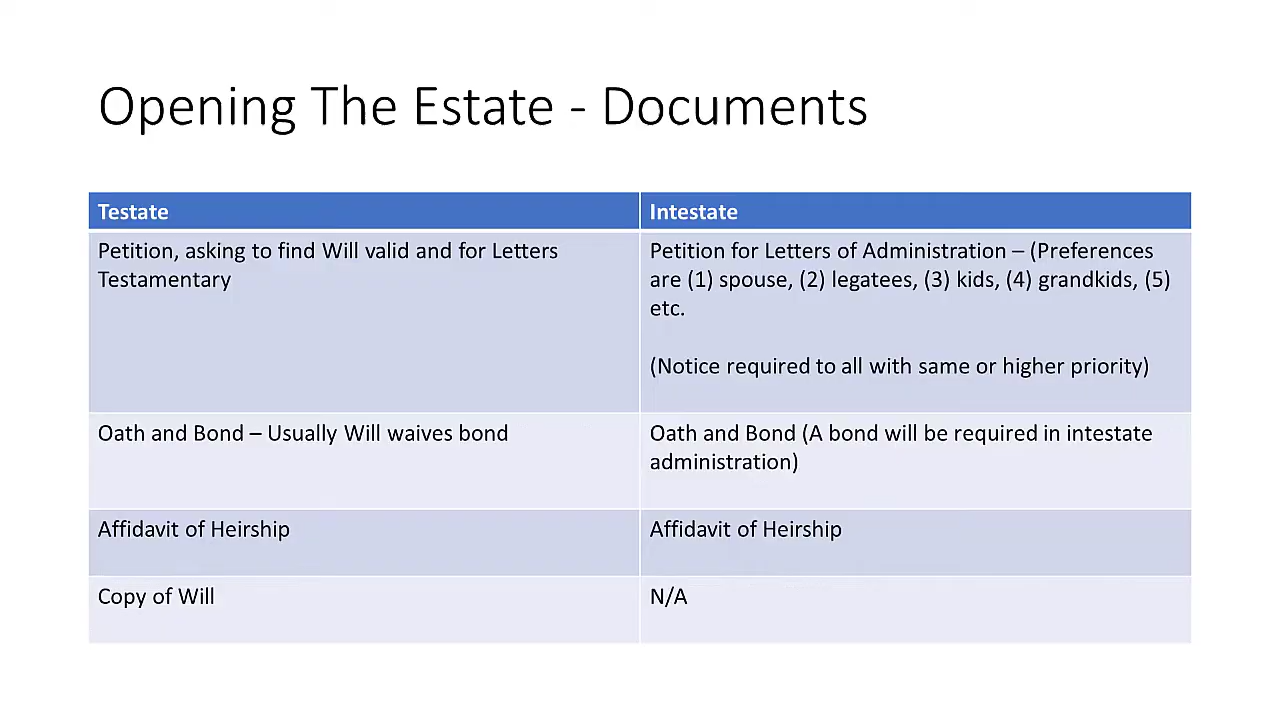 Opening The Estate - Documents
Testate
Intestate
Petition, asking to find Will valid and for Letters
Testamentary
Petition for Letters of Administration – (Preferences
are (1) spouse, (2) legatees, (3) kids, (4) grandkids, (5)
etc.
(Notice required to all with same or higher priority)
Oath and Bond – Usually Will waives bond
Oath and Bond (A bond will be required in intestate
administration)
Affidavit of Heirship
Affidavit of Heirship
Copy of Will
N/A